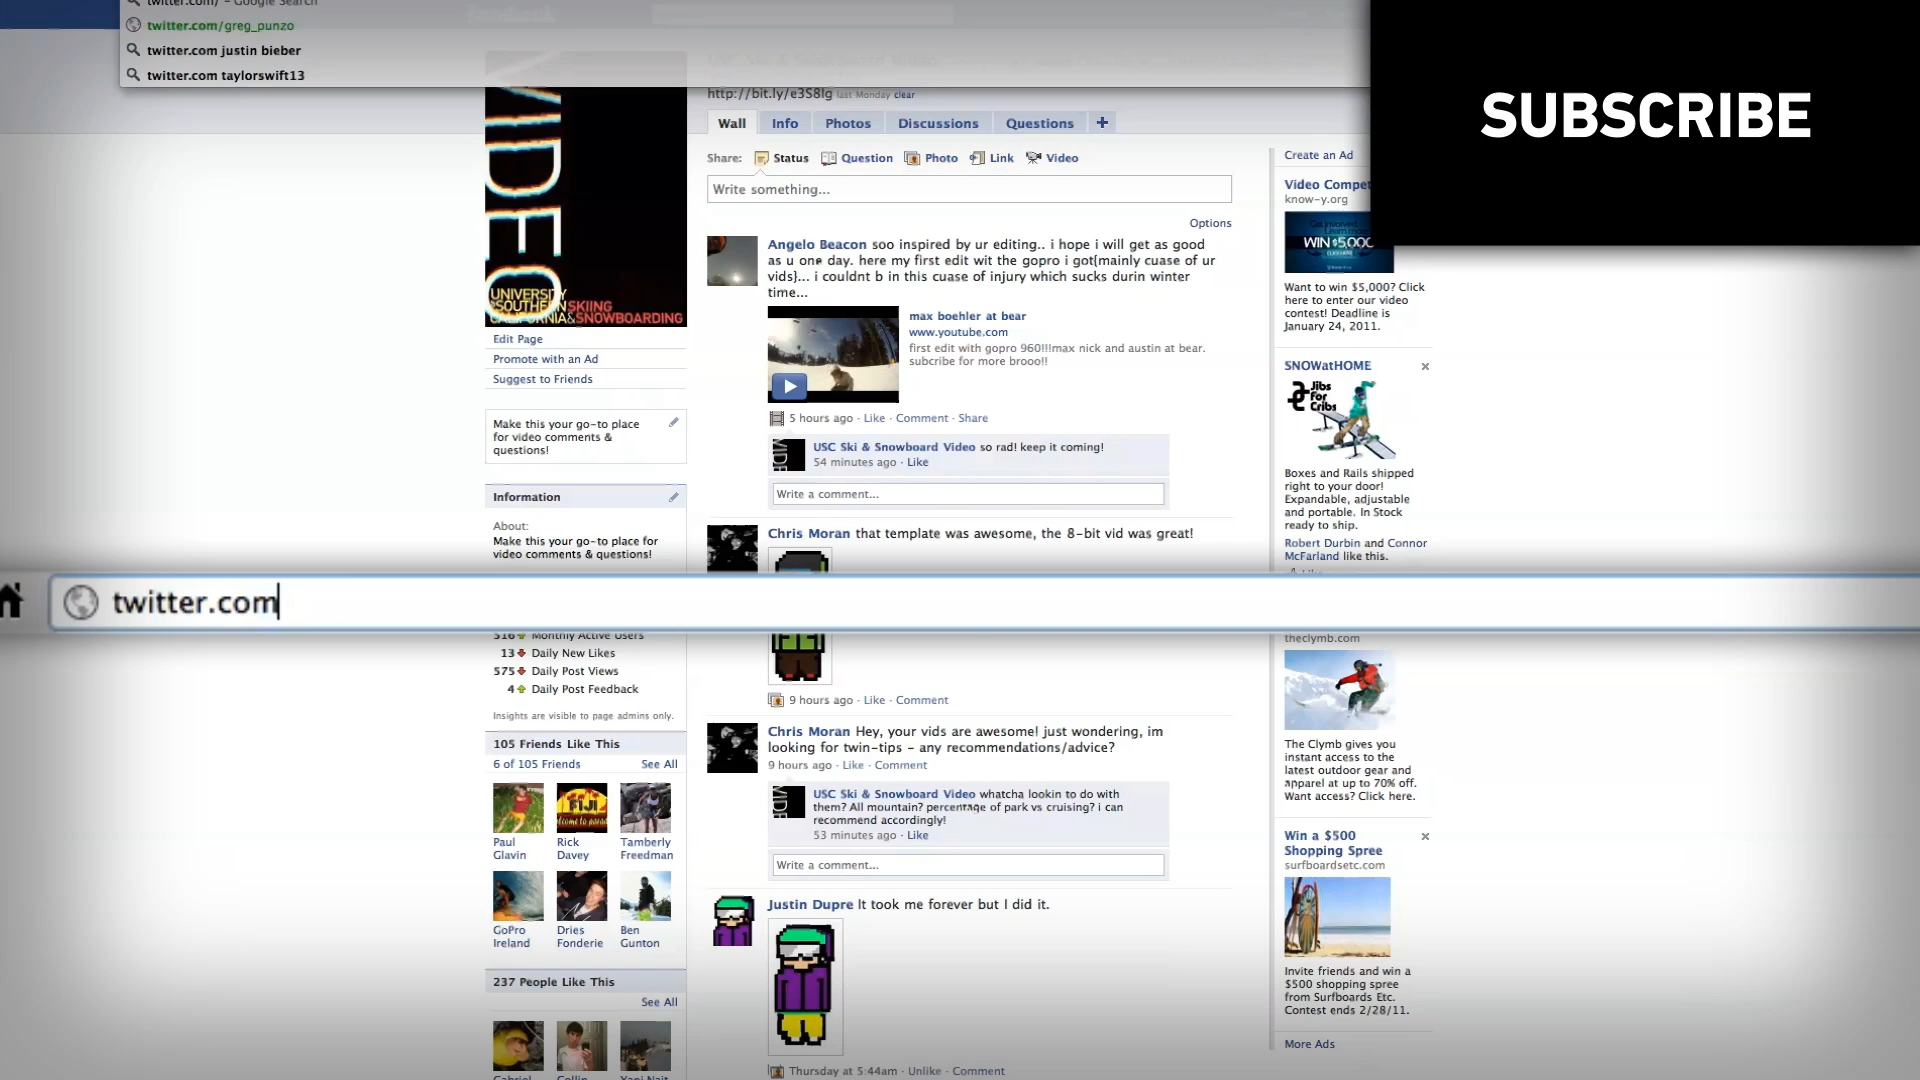 twitter.com/ - Google Search
twitter.com/greg_punzo
twitter.com justin bieber
twitter.com taylorswift13
SUBSCRIBE
VIDEO
UNIVERSITY
of SOUTHERN SKIING
CALIFORNIA & SNOWBOARDING
Edit Page
Promote with an Ad
Suggest to Friends
Make this your go-to place
for video comments &
questions!
Information
About:
Make this your go-to place for
video comments & questions!
http://bit.ly/e3S8lg last Monday clear
Wall Info Photos Discussions Questions +
Share: Status Question Photo Link Video
Write something...
Options
Angelo Beacon soo inspired by ur editing.. i hope i will get as good
as u one day. here my first edit wit the gopro i got{mainly cuase of ur
vids}... i couldnt b in this cuase of injury which sucks durin winter
time...
max boehler at bear
www.youtube.com
first edit with gopro 960!!!max nick and austin at bear.
subcribe for more brooo!!
5 hours ago · Like · Comment · Share
USC Ski & Snowboard Video so rad! keep it coming!
54 minutes ago · Like
Write a comment...
Chris Moran that template was awesome, the 8-bit vid was great!
Create an Ad
Video Compet
know-y.org
WIN $5,000
Want to win $5,000? Click
here to enter our video
contest! Deadline is
January 24, 2011.
SNOWatHOME
Jibs
For
Cribs
Boxes and Rails shipped
right to your door!
Expandable, adjustable
and portable. In Stock
ready to ship.
Robert Durbin and Connor
McFarland like this.
twitter.com
516 Monthly Active Users
13 Daily New Likes
575 Daily Post Views
4 Daily Post Feedback
Insights are visible to page admins only.
105 Friends Like This
6 of 105 Friends See All
FIJI
Paul
Glavin
Rick
Davey
Tamberly
Freedman
GoPro
Ireland
Dries
Fonderie
Ben
Gunton
237 People Like This
See All
9 hours ago · Like · Comment
Chris Moran Hey, your vids are awesome! just wondering, im
looking for twin-tips - any recommendations/advice?
9 hours ago · Like · Comment
USC Ski & Snowboard Video whatcha lookin to do with
them? All mountain? percentage of park vs cruising? i can
recommend accordingly!
53 minutes ago · Like
Write a comment...
Justin Dupre It took me forever but I did it.
Thursday at 5:44am · Unlike · Comment
theclymb.com
The Clymb gives you
instant access to the
latest outdoor gear and
apparel at up to 70% off.
Want access? Click here.
Win a $500
Shopping Spree
surfboardsetc.com
Invite friends and win a
$500 shopping spree
from Surfboards Etc.
Contest ends 2/28/11.
More Ads